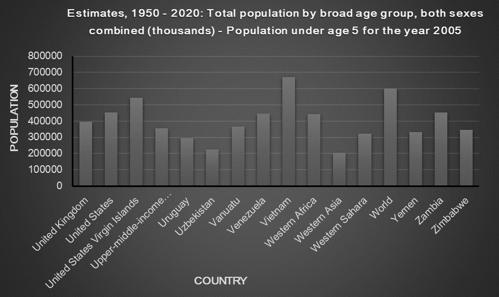 Estimates, 1950 - 2020: Total population by broad age group, both sexes
combined (thousands) - Population under age 5 for the year 2005
POPULATION
800000
700000
600000
500000
400000
300000
200000
100000
0
United Kingdom
United States
United States Virgin Islands
Upper-middle-income...
Uruguay
Uzbekistan
Vanuatu
Venezuela
Vietnam
Western Africa
Western Asia
Western Sahara
World
Yemen
Zambia
Zimbabwe
COUNTRY